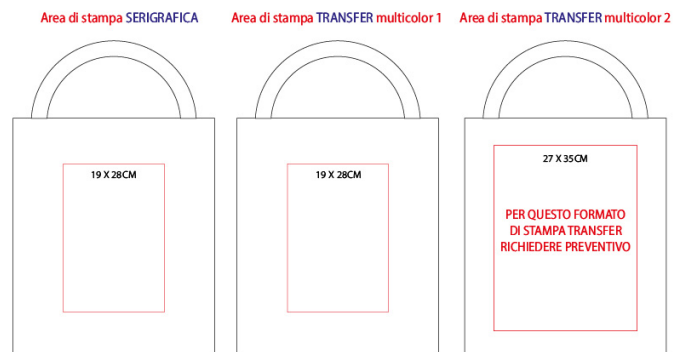 Area di stampa SERIGRAFICA
Area di stampa TRANSFER multicolor 1
Area di stampa TRANSFER multicolor 2
19 X 28CM
19 X 28CM
27 X 35CM
PER QUESTO FORMATO
DI STAMPA TRANSFER
RICHIEDERE PREVENTIVO